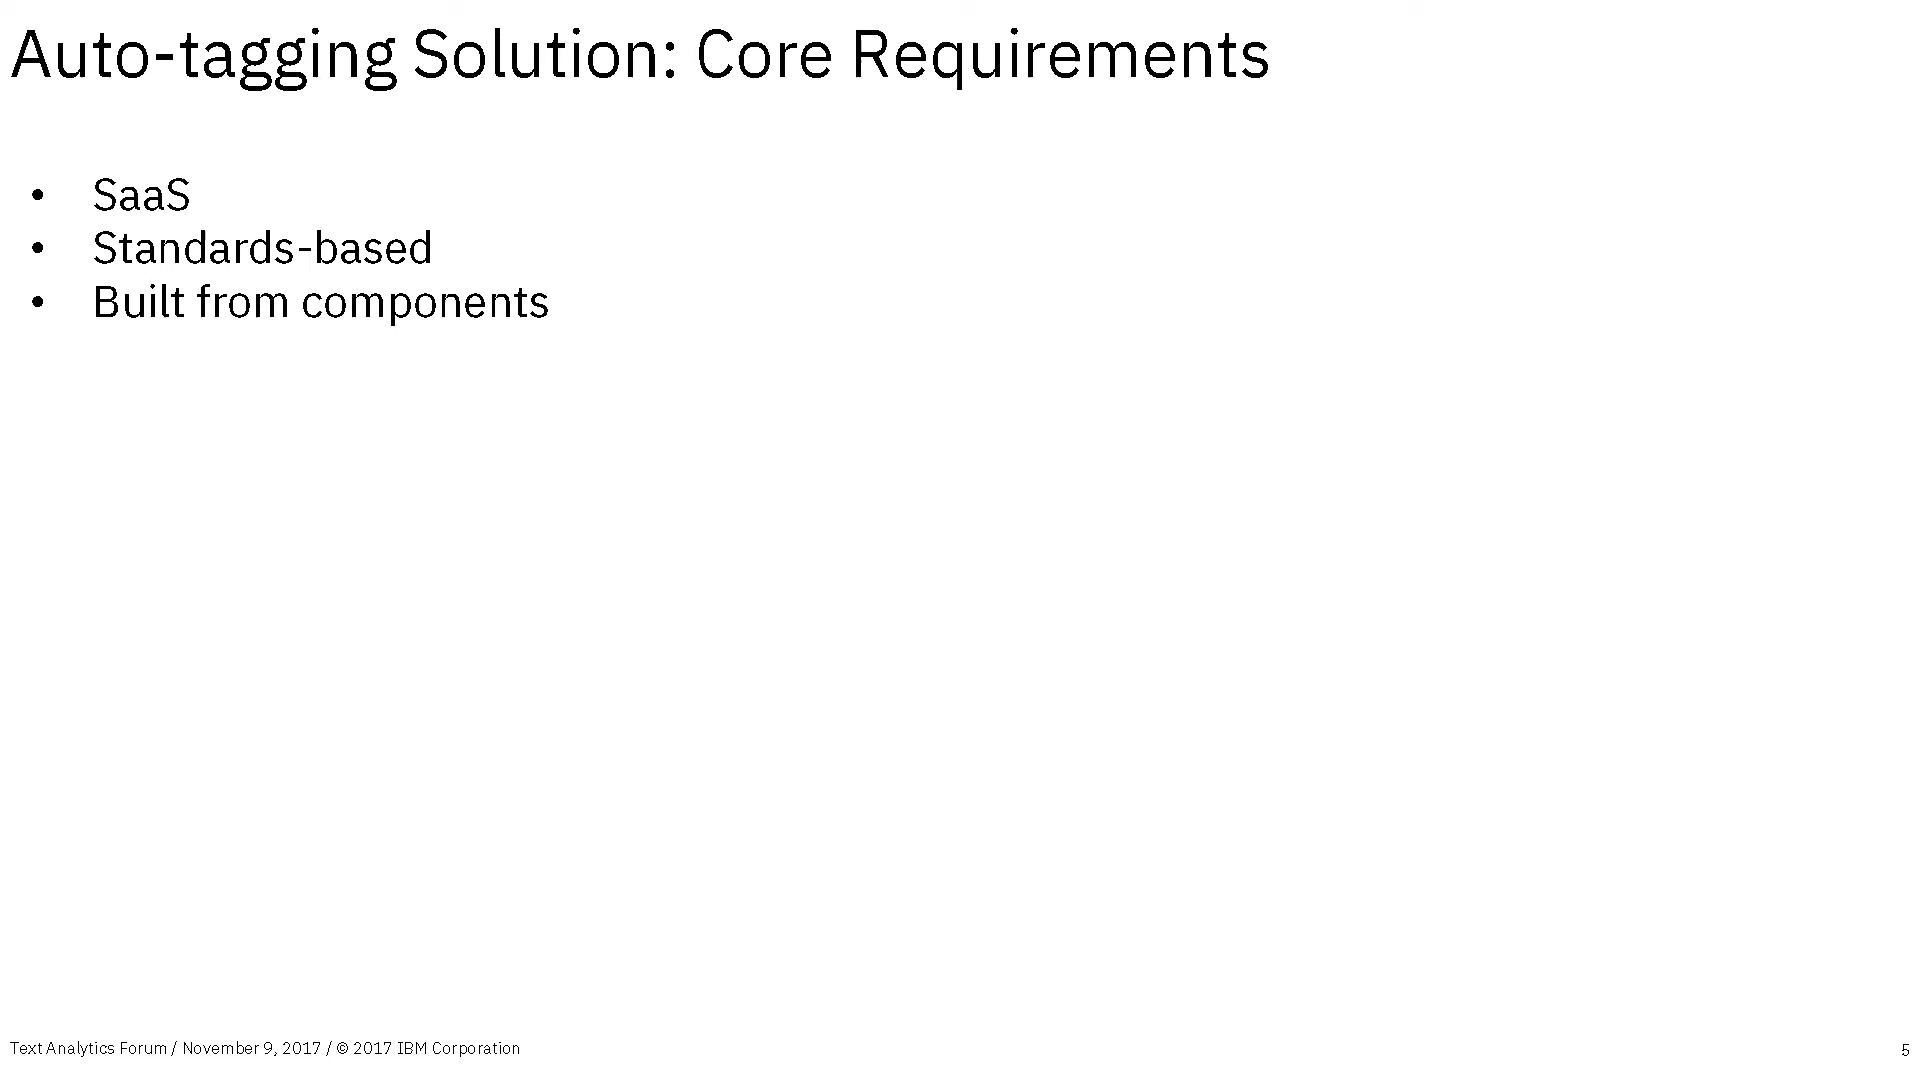 Auto-tagging Solution: Core Requirements
• SaaS
• Standards-based
• Built from components
Text Analytics Forum / November 9, 2017 / © 2017 IBM Corporation
5